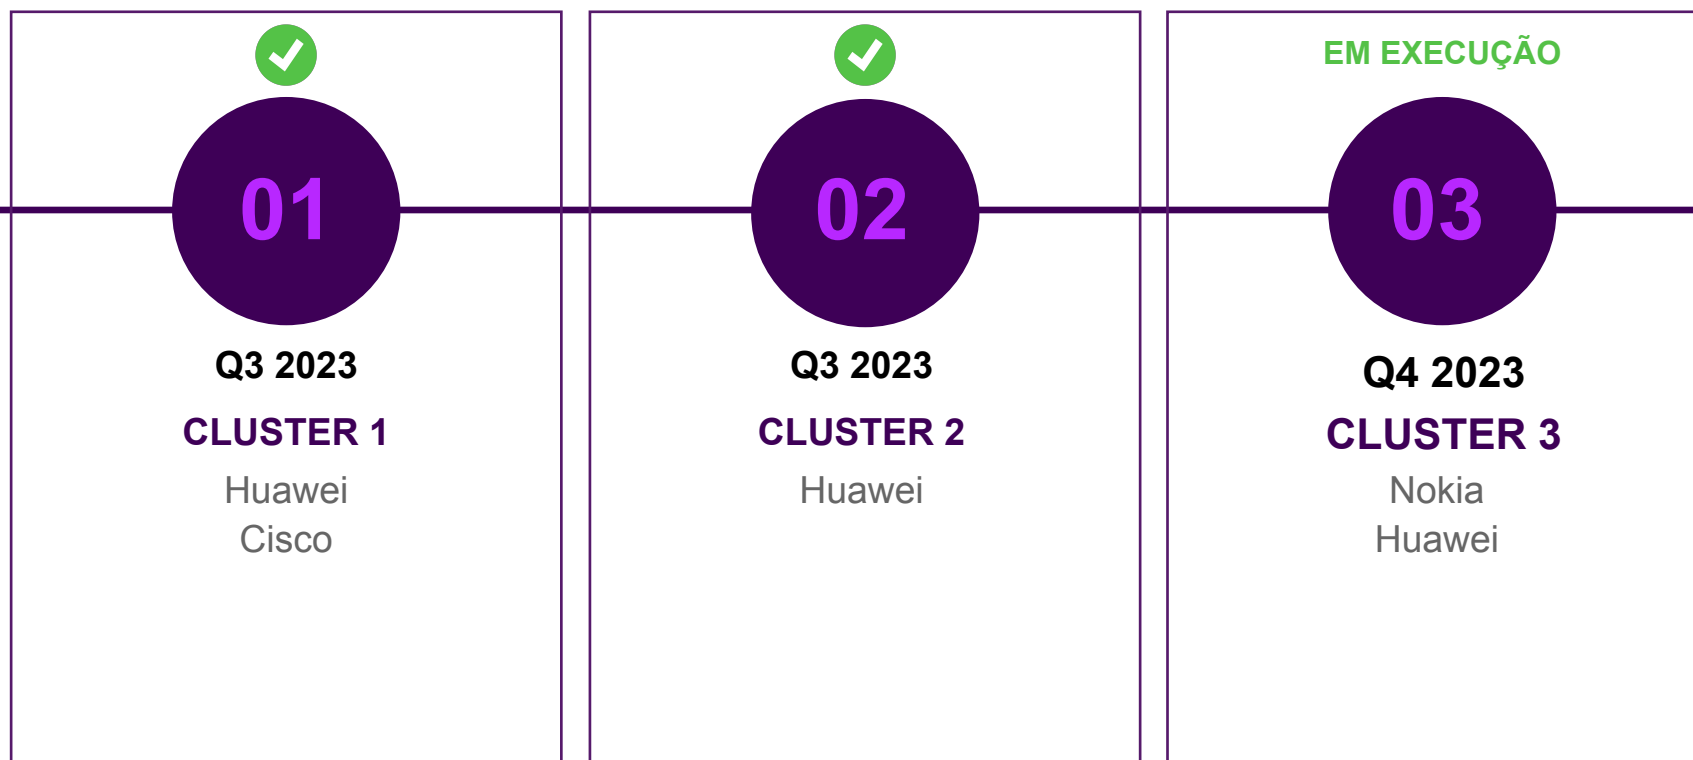 01
Q3 2023
CLUSTER 1
Huawei
Cisco
02
Q3 2023
CLUSTER 2
Huawei
EM EXECUÇÃO
03
Q4 2023
CLUSTER 3
Nokia
Huawei